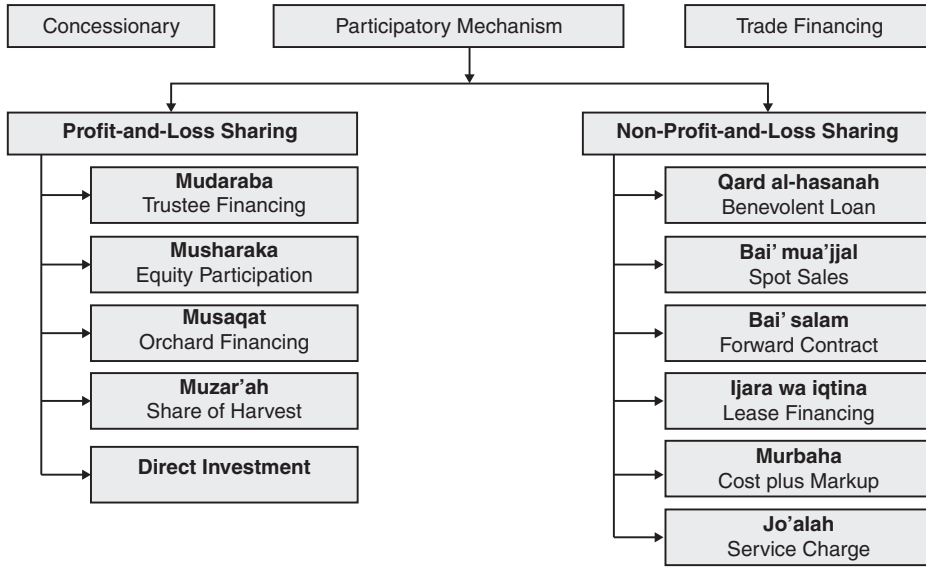 Concessionary
Participatory Mechanism
Trade Financing
Profit-and-Loss Sharing
Mudaraba
Trustee Financing
Musharaka
Equity Participation
Musaqat
Orchard Financing
Muzar’ah
Share of Harvest
Direct Investment
Non-Profit-and-Loss Sharing
Qard al-hasanah
Benevolent Loan
Bai’ mua’jjal
Spot Sales
Bai’ salam
Forward Contract
Ijara wa iqtina
Lease Financing
Murbaha
Cost plus Markup
Jo’alah
Service Charge